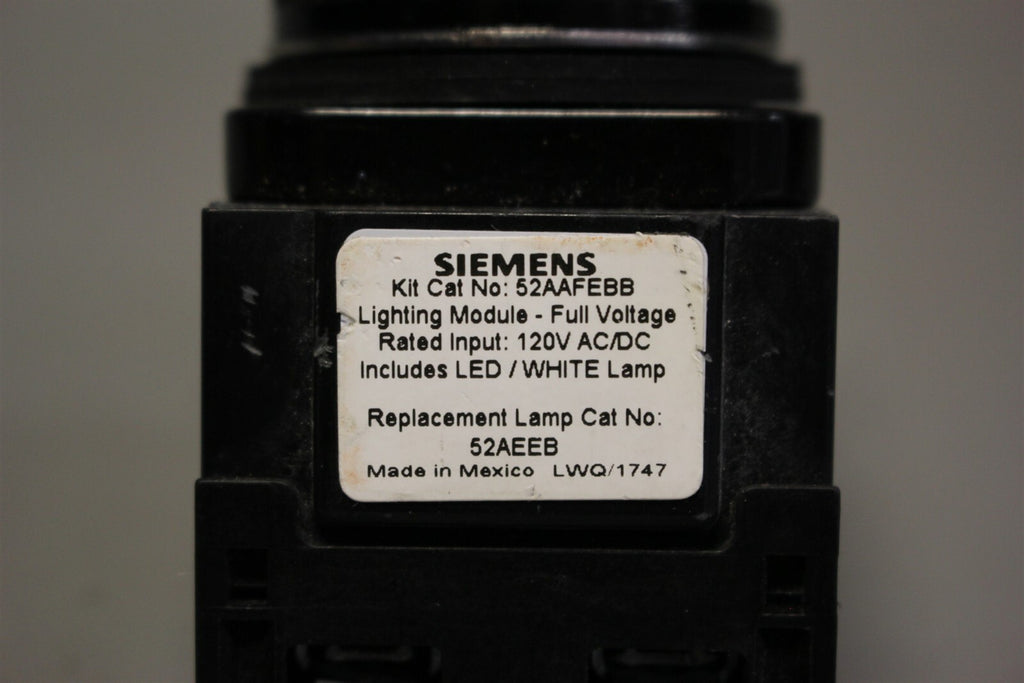 SIEMENS
Kit Cat No: 52AAFEBB
Lighting Module - Full Voltage
Rated Input: 120V AC/DC
Includes LED / WHITE Lamp
Replacement Lamp Cat No:
52AEEB
Made in Mexico LWQ/1747